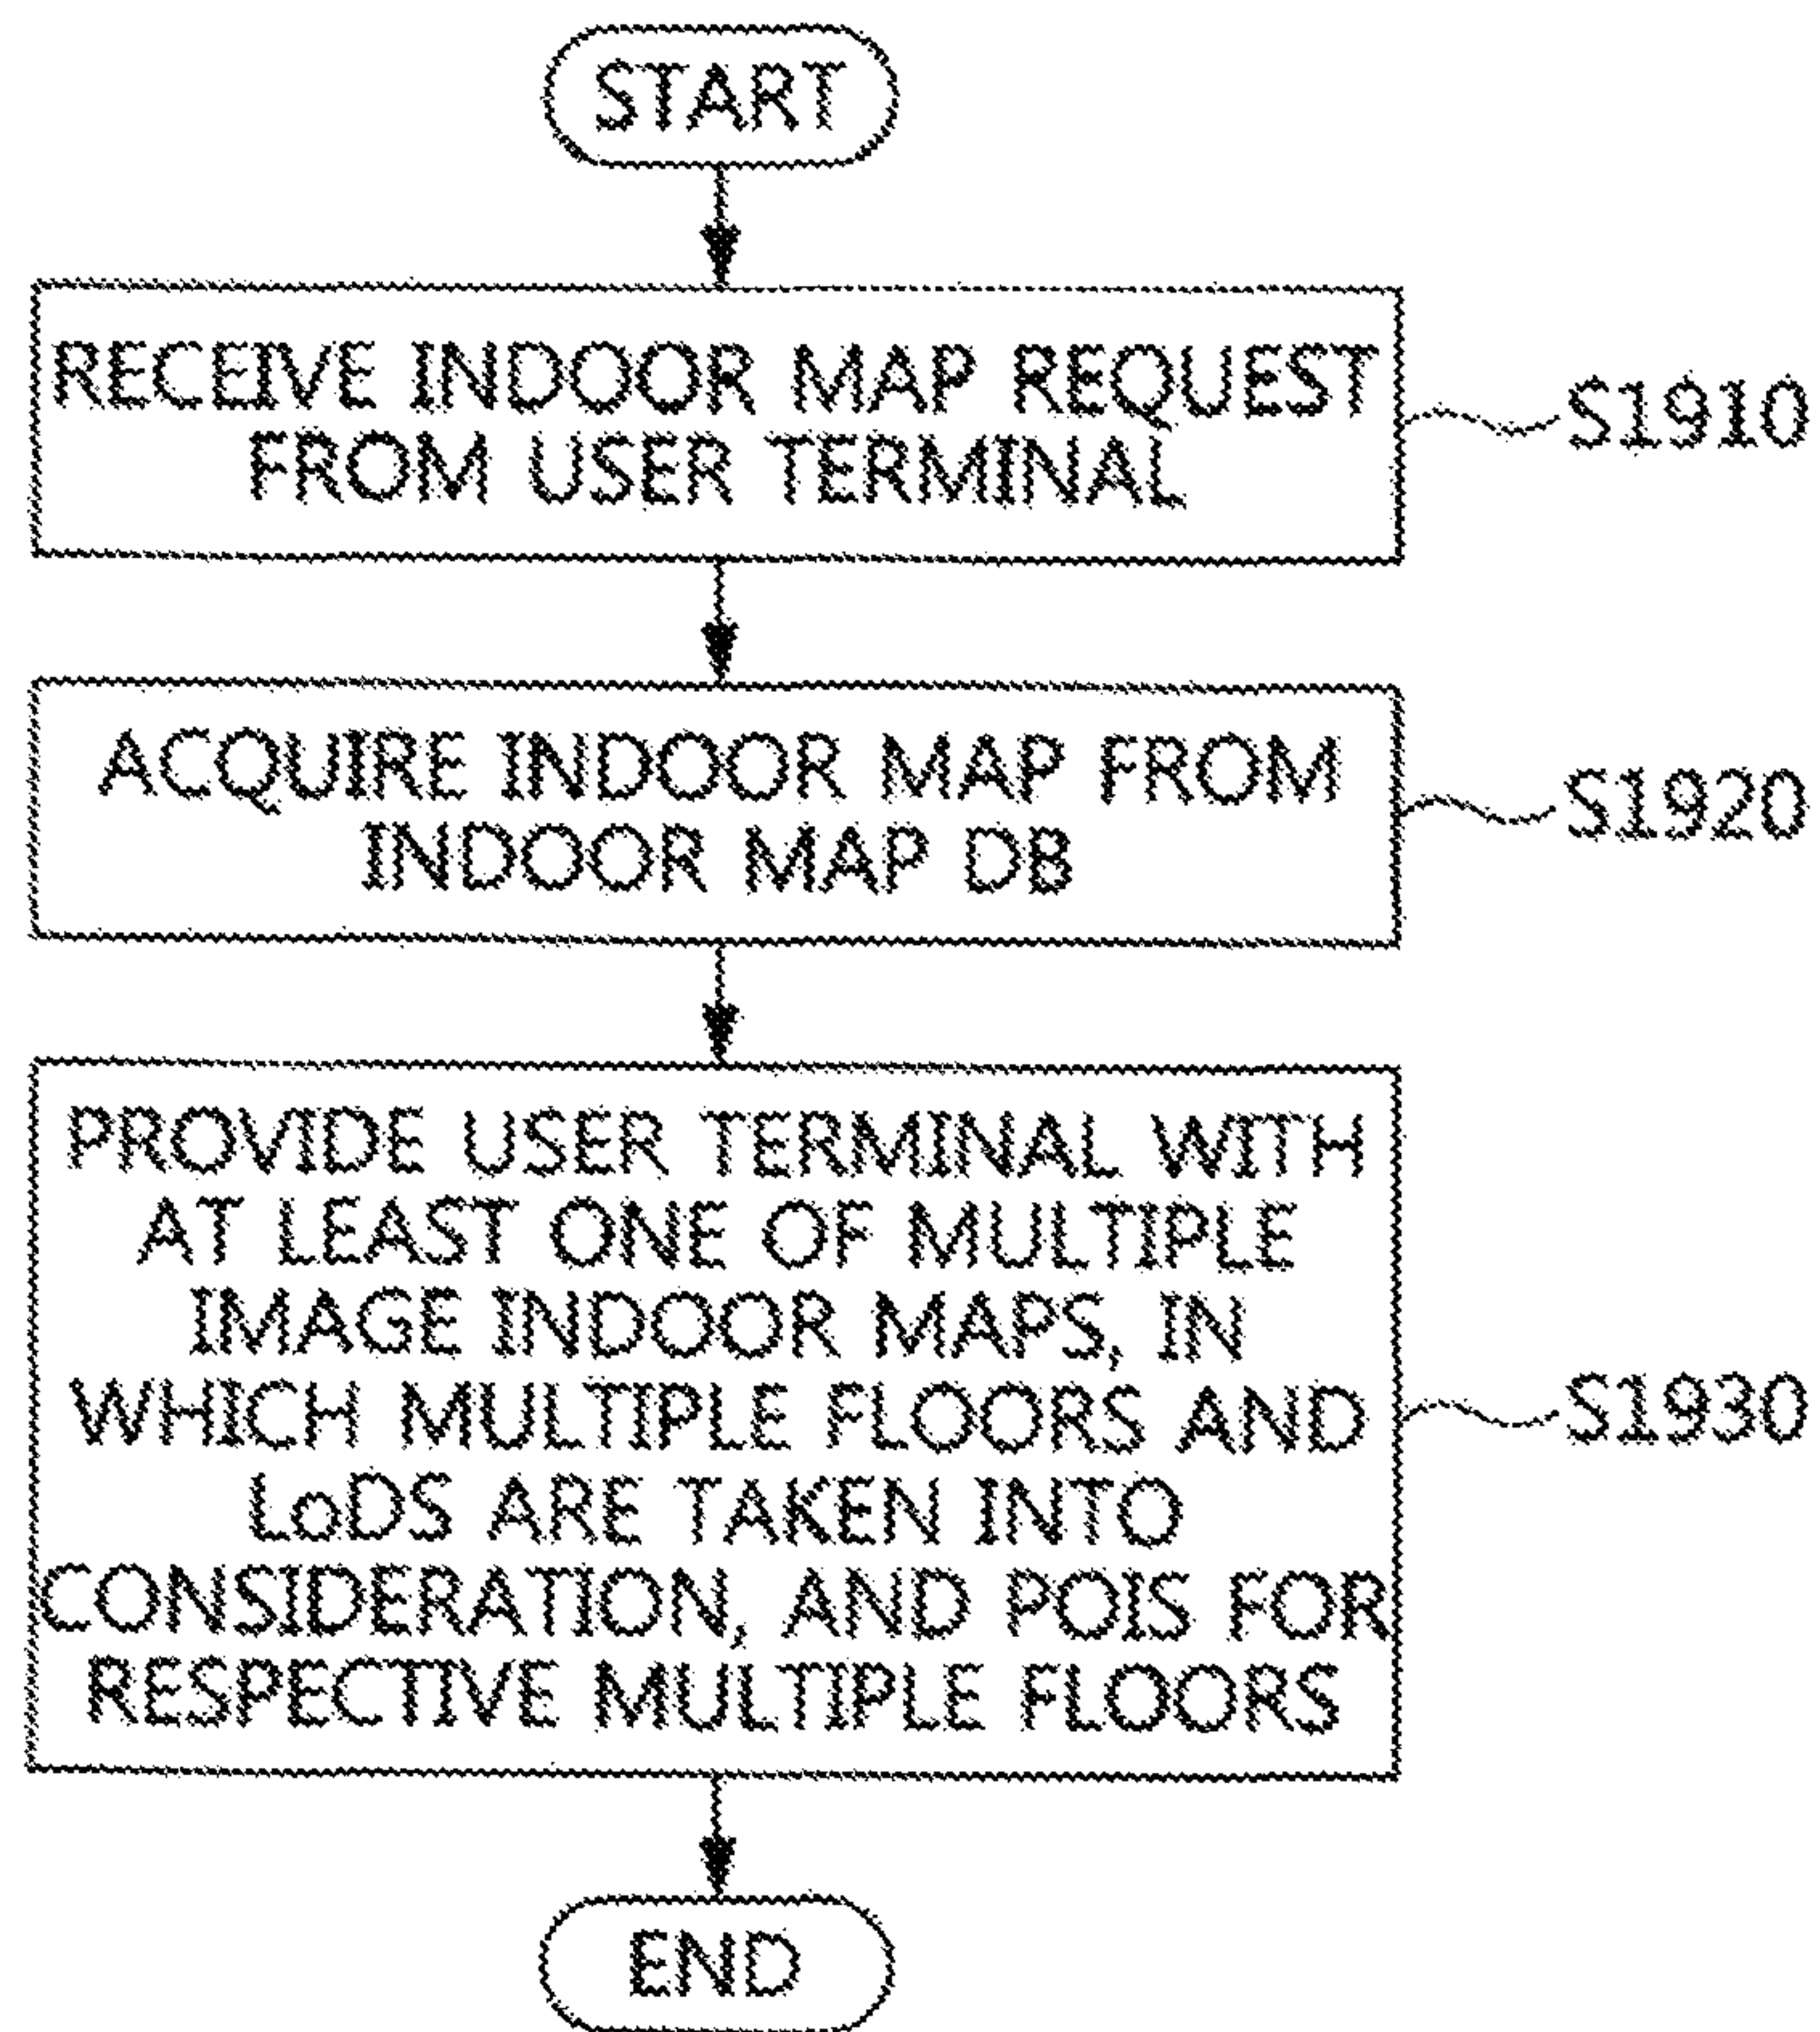 START
RECEIVE INDOOR MAP REQUEST
FROM USER TERMINAL
S1910
ACQUIRE INDOOR MAP FROM
INDOOR MAP DB
S1920
PROVIDE USER TERMINAL WITH
AT LEAST ONE OF MULTIPLE
IMAGE INDOOR MAPS, IN
WHICH MULTIPLE FLOORS AND
LoDS ARE TAKEN INTO
CONSIDERATION, AND POIS FOR
RESPECTIVE MULTIPLE FLOORS
S1930
END